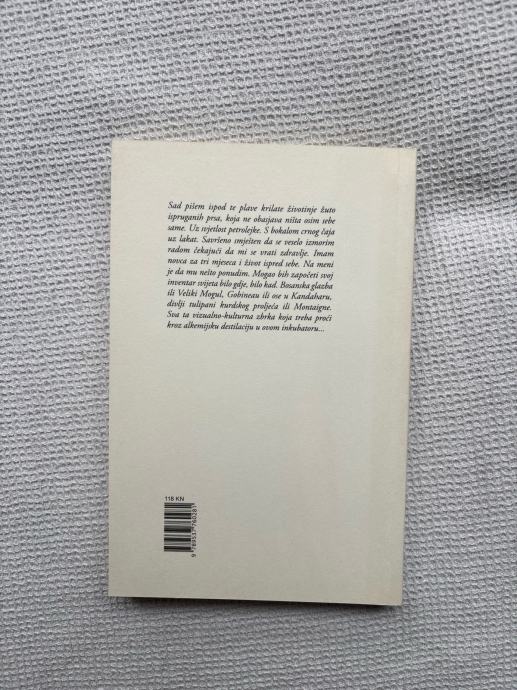 Sad pišem ispod te plave krilate životinje žuto
ispruganih prsa, koja ne obasjava ništa osim sebe
same. Uz svjetlost petrolejke. S bokalom crnog čaja
uz lakat. Savršeno smješten da se veselo izmorim
radom čekajući da mi se vrati zdravlje. Imam
novca za tri mjeseca i život ispred sebe. Na meni
je da mu nešto ponudim. Mogao bih započeti svoj
inventar svijeta bilo gdje, bilo kad. Bosanska glazba
ili Veliki Mogul, Gobineau ili ose u Kandaharu,
divlji tulipani kurdskog proljeća ili Montaigne.
Sva ta vizualno-kulturna zbrka koja treba proći
kroz alkemijsku destilaciju u ovom inkubatoru...
118 KN